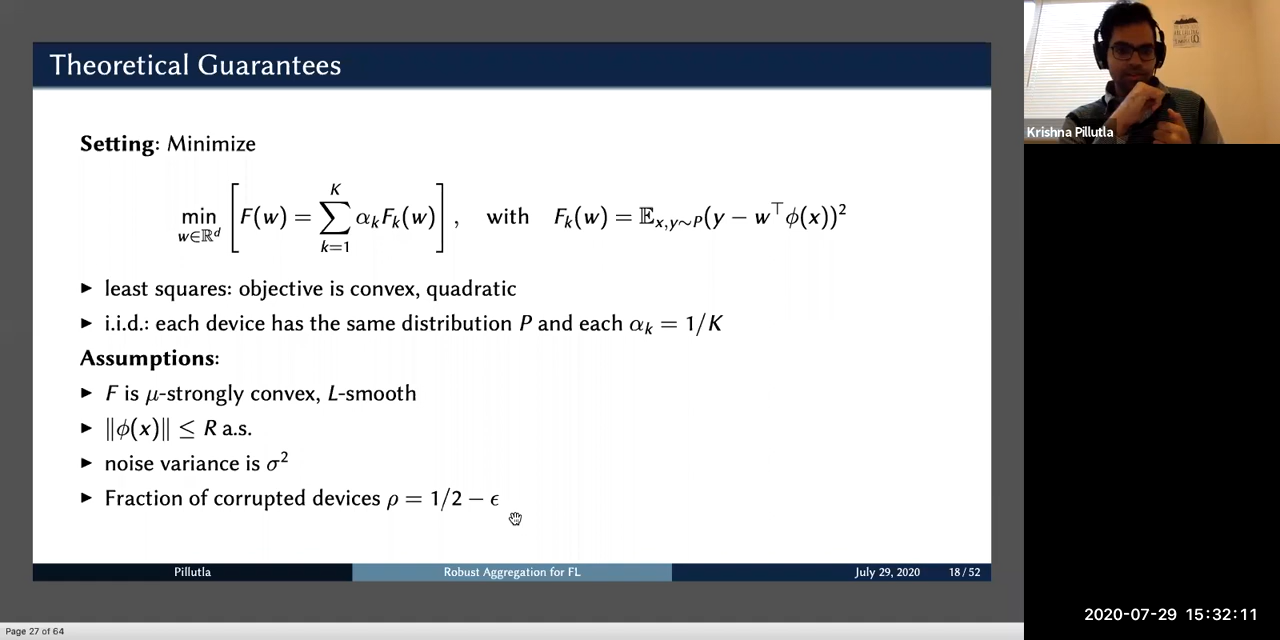 Theoretical Guarantees
Setting: Minimize
min_{w∈ℝ^d} [ F(w) = ∑_{k=1}^{K} α_k F_k(w) ] , with F_k(w) = 𝔼_{x,y∼P}(y − w^⊤ϕ(x))^2
▶ least squares: objective is convex, quadratic
▶ i.i.d.: each device has the same distribution P and each α_k = 1/K
Assumptions:
▶ F is μ-strongly convex, L-smooth
▶ ‖ϕ(x)‖ ≤ R a.s.
▶ noise variance is σ^2
▶ Fraction of corrupted devices ρ = 1/2 − ϵ
Pillutla
Robust Aggregation for FL
July 29, 2020
18/52
Page 27 of 64
Krishna Pillutla
2020-07-29 15:32:11